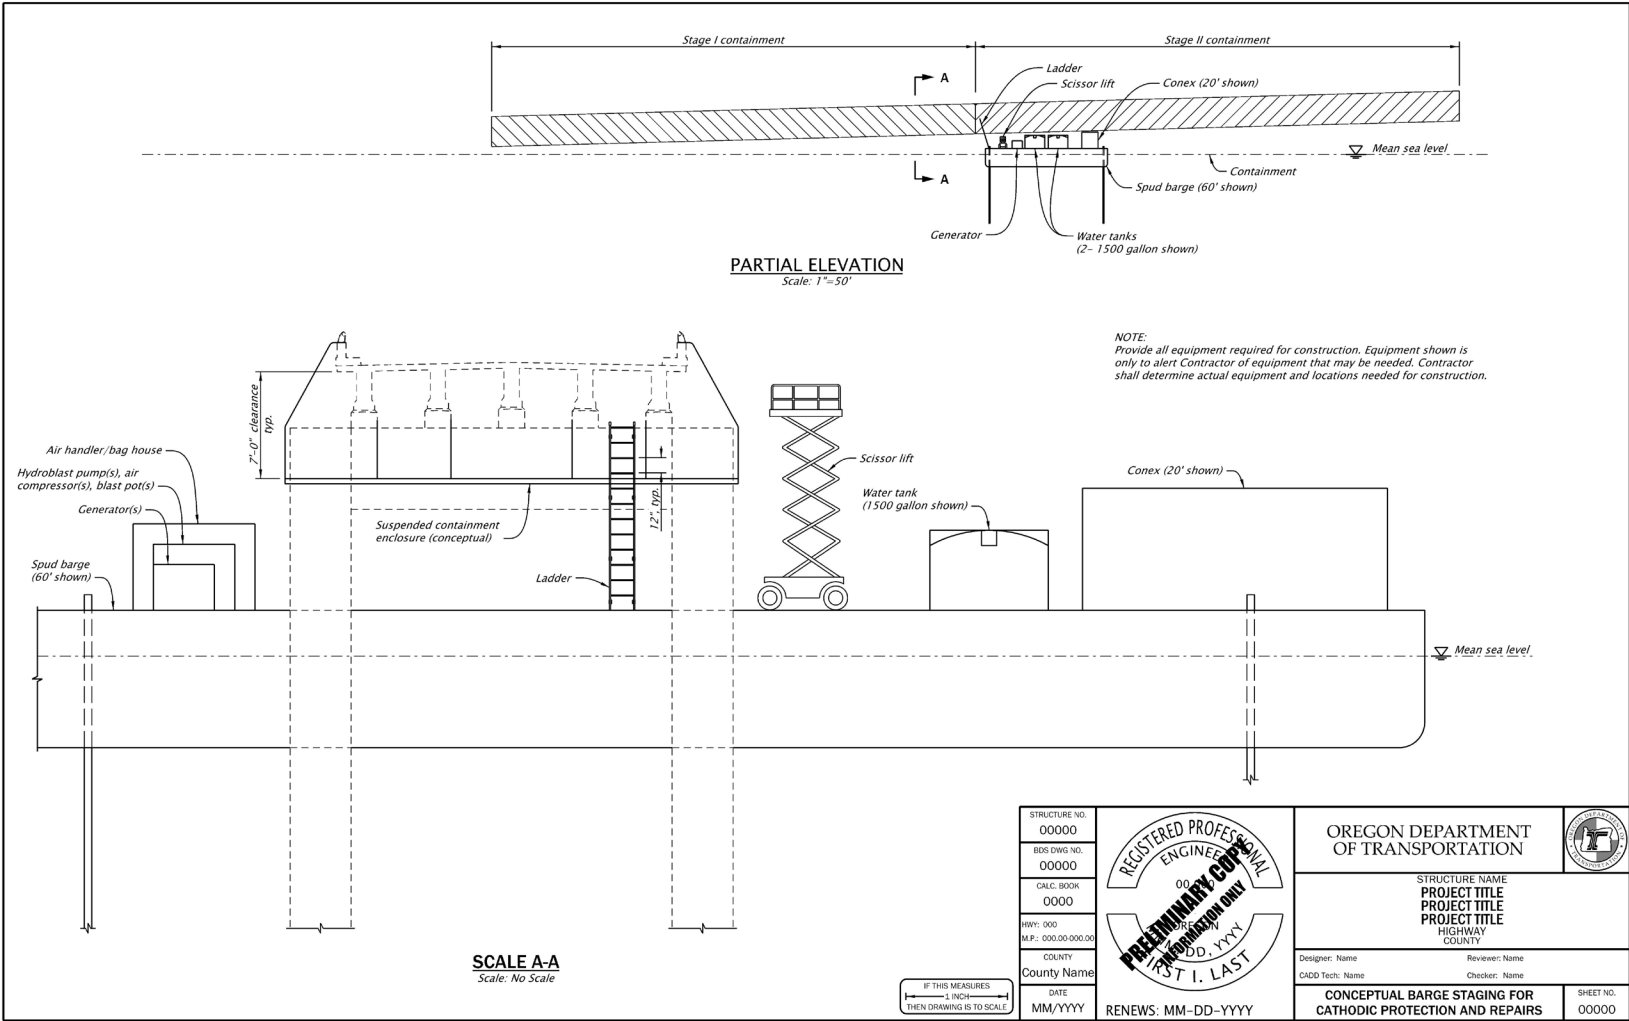 Stage I containment
Stage II containment
A
Ladder
Scissor lift
Conex (20' shown)
Mean sea level
A
Containment
Spud barge (60' shown)
Generator
Water tanks
(2- 1500 gallon shown)
PARTIAL ELEVATION
Scale: 1"=50'
NOTE:
Provide all equipment required for construction. Equipment shown is
only to alert Contractor of equipment that may be needed. Contractor
shall determine actual equipment and locations needed for construction.
7'-0" clearance
typ.
Air handler/bag house
Hydroblast pump(s), air
compressor(s), blast pot(s)
Generator(s)
Spud barge
(60' shown)
Suspended containment
enclosure (conceptual)
12", typ.
Ladder
Scissor lift
Water tank
(1500 gallon shown)
Conex (20' shown)
Mean sea level
SCALE A-A
Scale: No Scale
IF THIS MEASURES
1 INCH
THEN DRAWING IS TO SCALE
STRUCTURE NO.
00000
BDS DWG NO.
00000
CALC. BOOK
0000
HWY: 000
M.P.: 000.00-000.00
COUNTY
County Name
DATE
MM/YYYY
REGISTERED PROFESSIONAL
PRELIMINARY COPY
INFORMATION ONLY
DD, YYYY
I. LAST
RENEWS: MM-DD-YYYY
OREGON DEPARTMENT
OF TRANSPORTATION
OREGON DEPARTMENT OF
TRANSPORTATION
STRUCTURE NAME
PROJECT TITLE
PROJECT TITLE
PROJECT TITLE
HIGHWAY
COUNTY
Designer: Name
Reviewer: Name
CADD Tech: Name
Checker: Name
CONCEPTUAL BARGE STAGING FOR
CATHODIC PROTECTION AND REPAIRS
SHEET NO.
00000